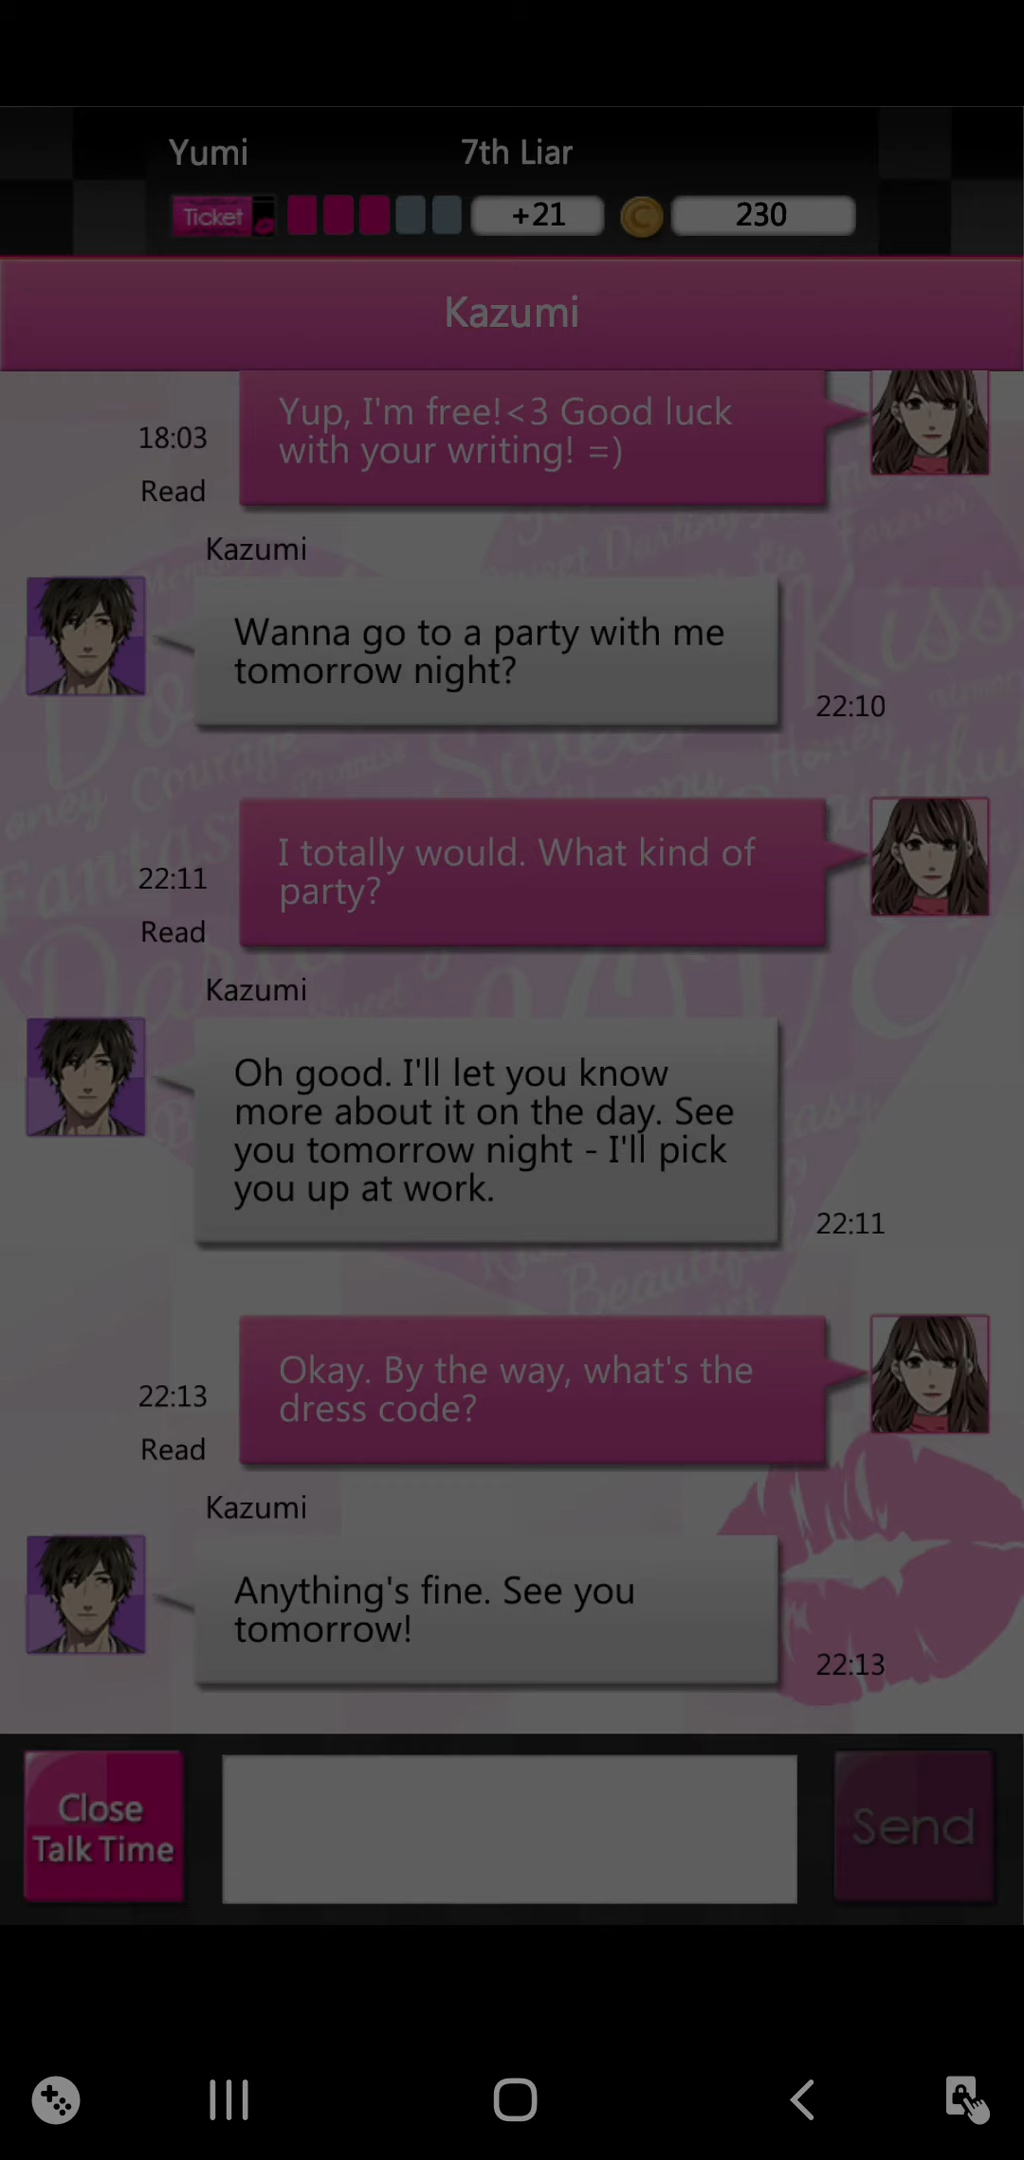 Yumi 7th Liar
Ticket +21 C 230
Kazumi
Yup, I'm free!<3 Good luck
with your writing! =)
18:03
Read
Kazumi
Wanna go to a party with me
tomorrow night?
22:10
I totally would. What kind of
party?
22:11
Read
Kazumi
Oh good. I'll let you know
more about it on the day. See
you tomorrow night - I'll pick
you up at work.
22:11
Okay. By the way, what's the
dress code?
22:13
Read
Kazumi
Anything's fine. See you
tomorrow!
22:13
Close
Talk Time
Send